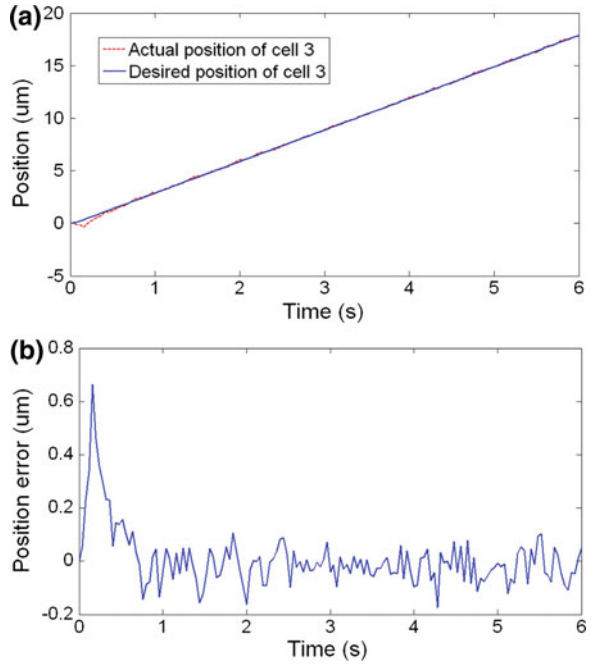 (a)
20
15
10
5
0
-5
Position (um)
Actual position of cell 3
Desired position of cell 3
0 1 2 3 4 5 6
Time (s)
(b)
0.8
0.6
0.4
0.2
0
-0.2
Position error (um)
0 1 2 3 4 5 6
Time (s)